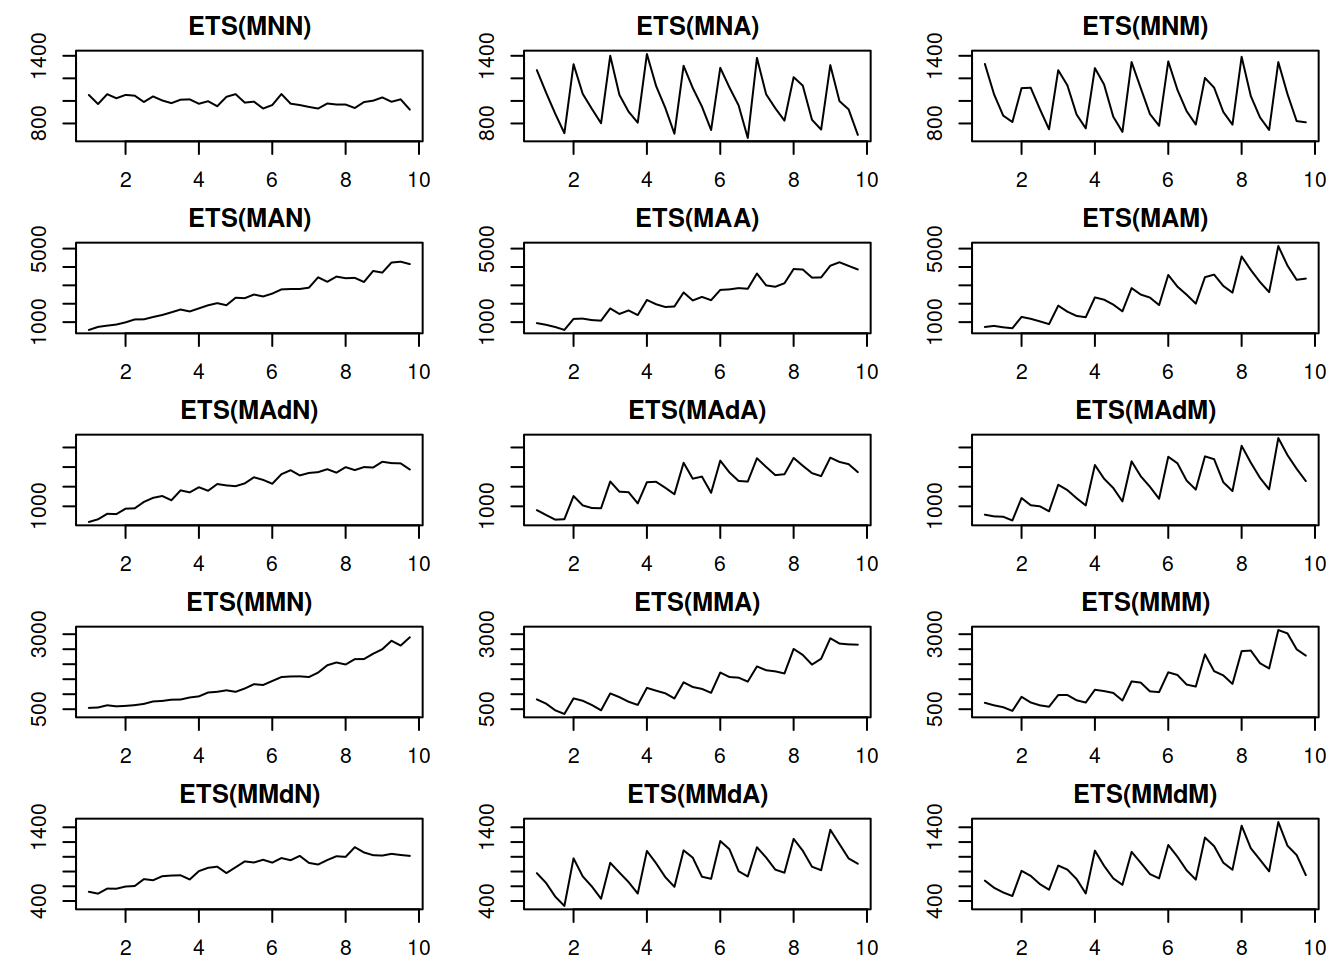 ETS(MNN) ETS(MNA) ETS(MNM)
1400 1400 1400
800 800 800
2 4 6 8 10 2 4 6 8 10 2 4 6 8 10
ETS(MAN) ETS(MAA) ETS(MAM)
5000 5000 5000
1000 1000 1000
2 4 6 8 10 2 4 6 8 10 2 4 6 8 10
ETS(MAdN) ETS(MAdA) ETS(MAdM)
1000 1000 1000
2 4 6 8 10 2 4 6 8 10 2 4 6 8 10
ETS(MMN) ETS(MMA) ETS(MMM)
3000 3000 3000
500 500 500
2 4 6 8 10 2 4 6 8 10 2 4 6 8 10
ETS(MMdN) ETS(MMdA) ETS(MMdM)
1400 1400 1400
400 400 400
2 4 6 8 10 2 4 6 8 10 2 4 6 8 10